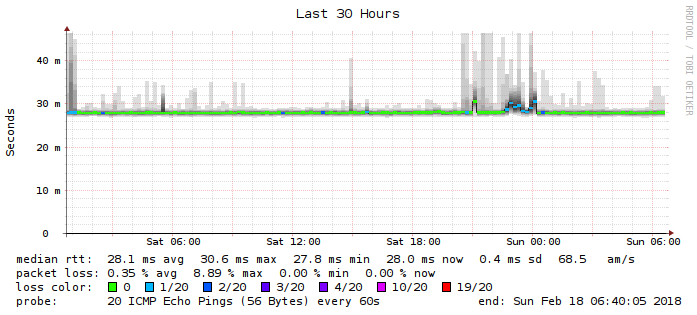 Last 30 Hours
RRDTOOL / TOBI OETIKER
Seconds
40 m
30 m
20 m
10 m
0
Sat 06:00 Sat 12:00 Sat 18:00 Sun 00:00 Sun 06:00
median rtt: 28.1 ms avg 30.6 ms max 27.8 ms min 28.0 ms now 0.4 ms sd 68.5 am/s
packet loss: 0.35 % avg 8.89 % max 0.00 % min 0.00 % now
loss color: 0 1/20 2/20 3/20 4/20 10/20 19/20
probe: 20 ICMP Echo Pings (56 Bytes) every 60s end: Sun Feb 18 06:40:05 2018